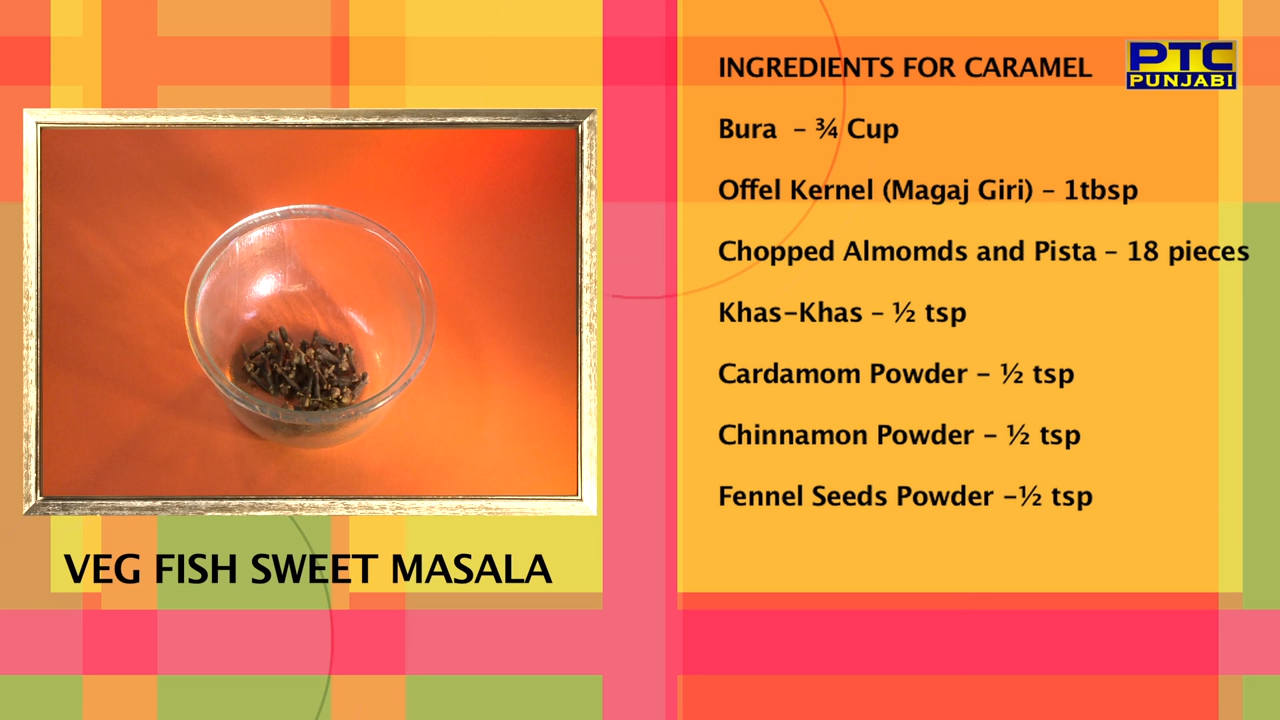 INGREDIENTS FOR CARAMEL
PTC
PUNJABI
Bura - ¾ Cup
Offel Kernel (Magaj Giri) - 1tbsp
Chopped Almomds and Pista - 18 pieces
Khas-Khas - ½ tsp
Cardamom Powder - ½ tsp
Chinnamon Powder - ½ tsp
Fennel Seeds Powder -½ tsp
VEG FISH SWEET MASALA